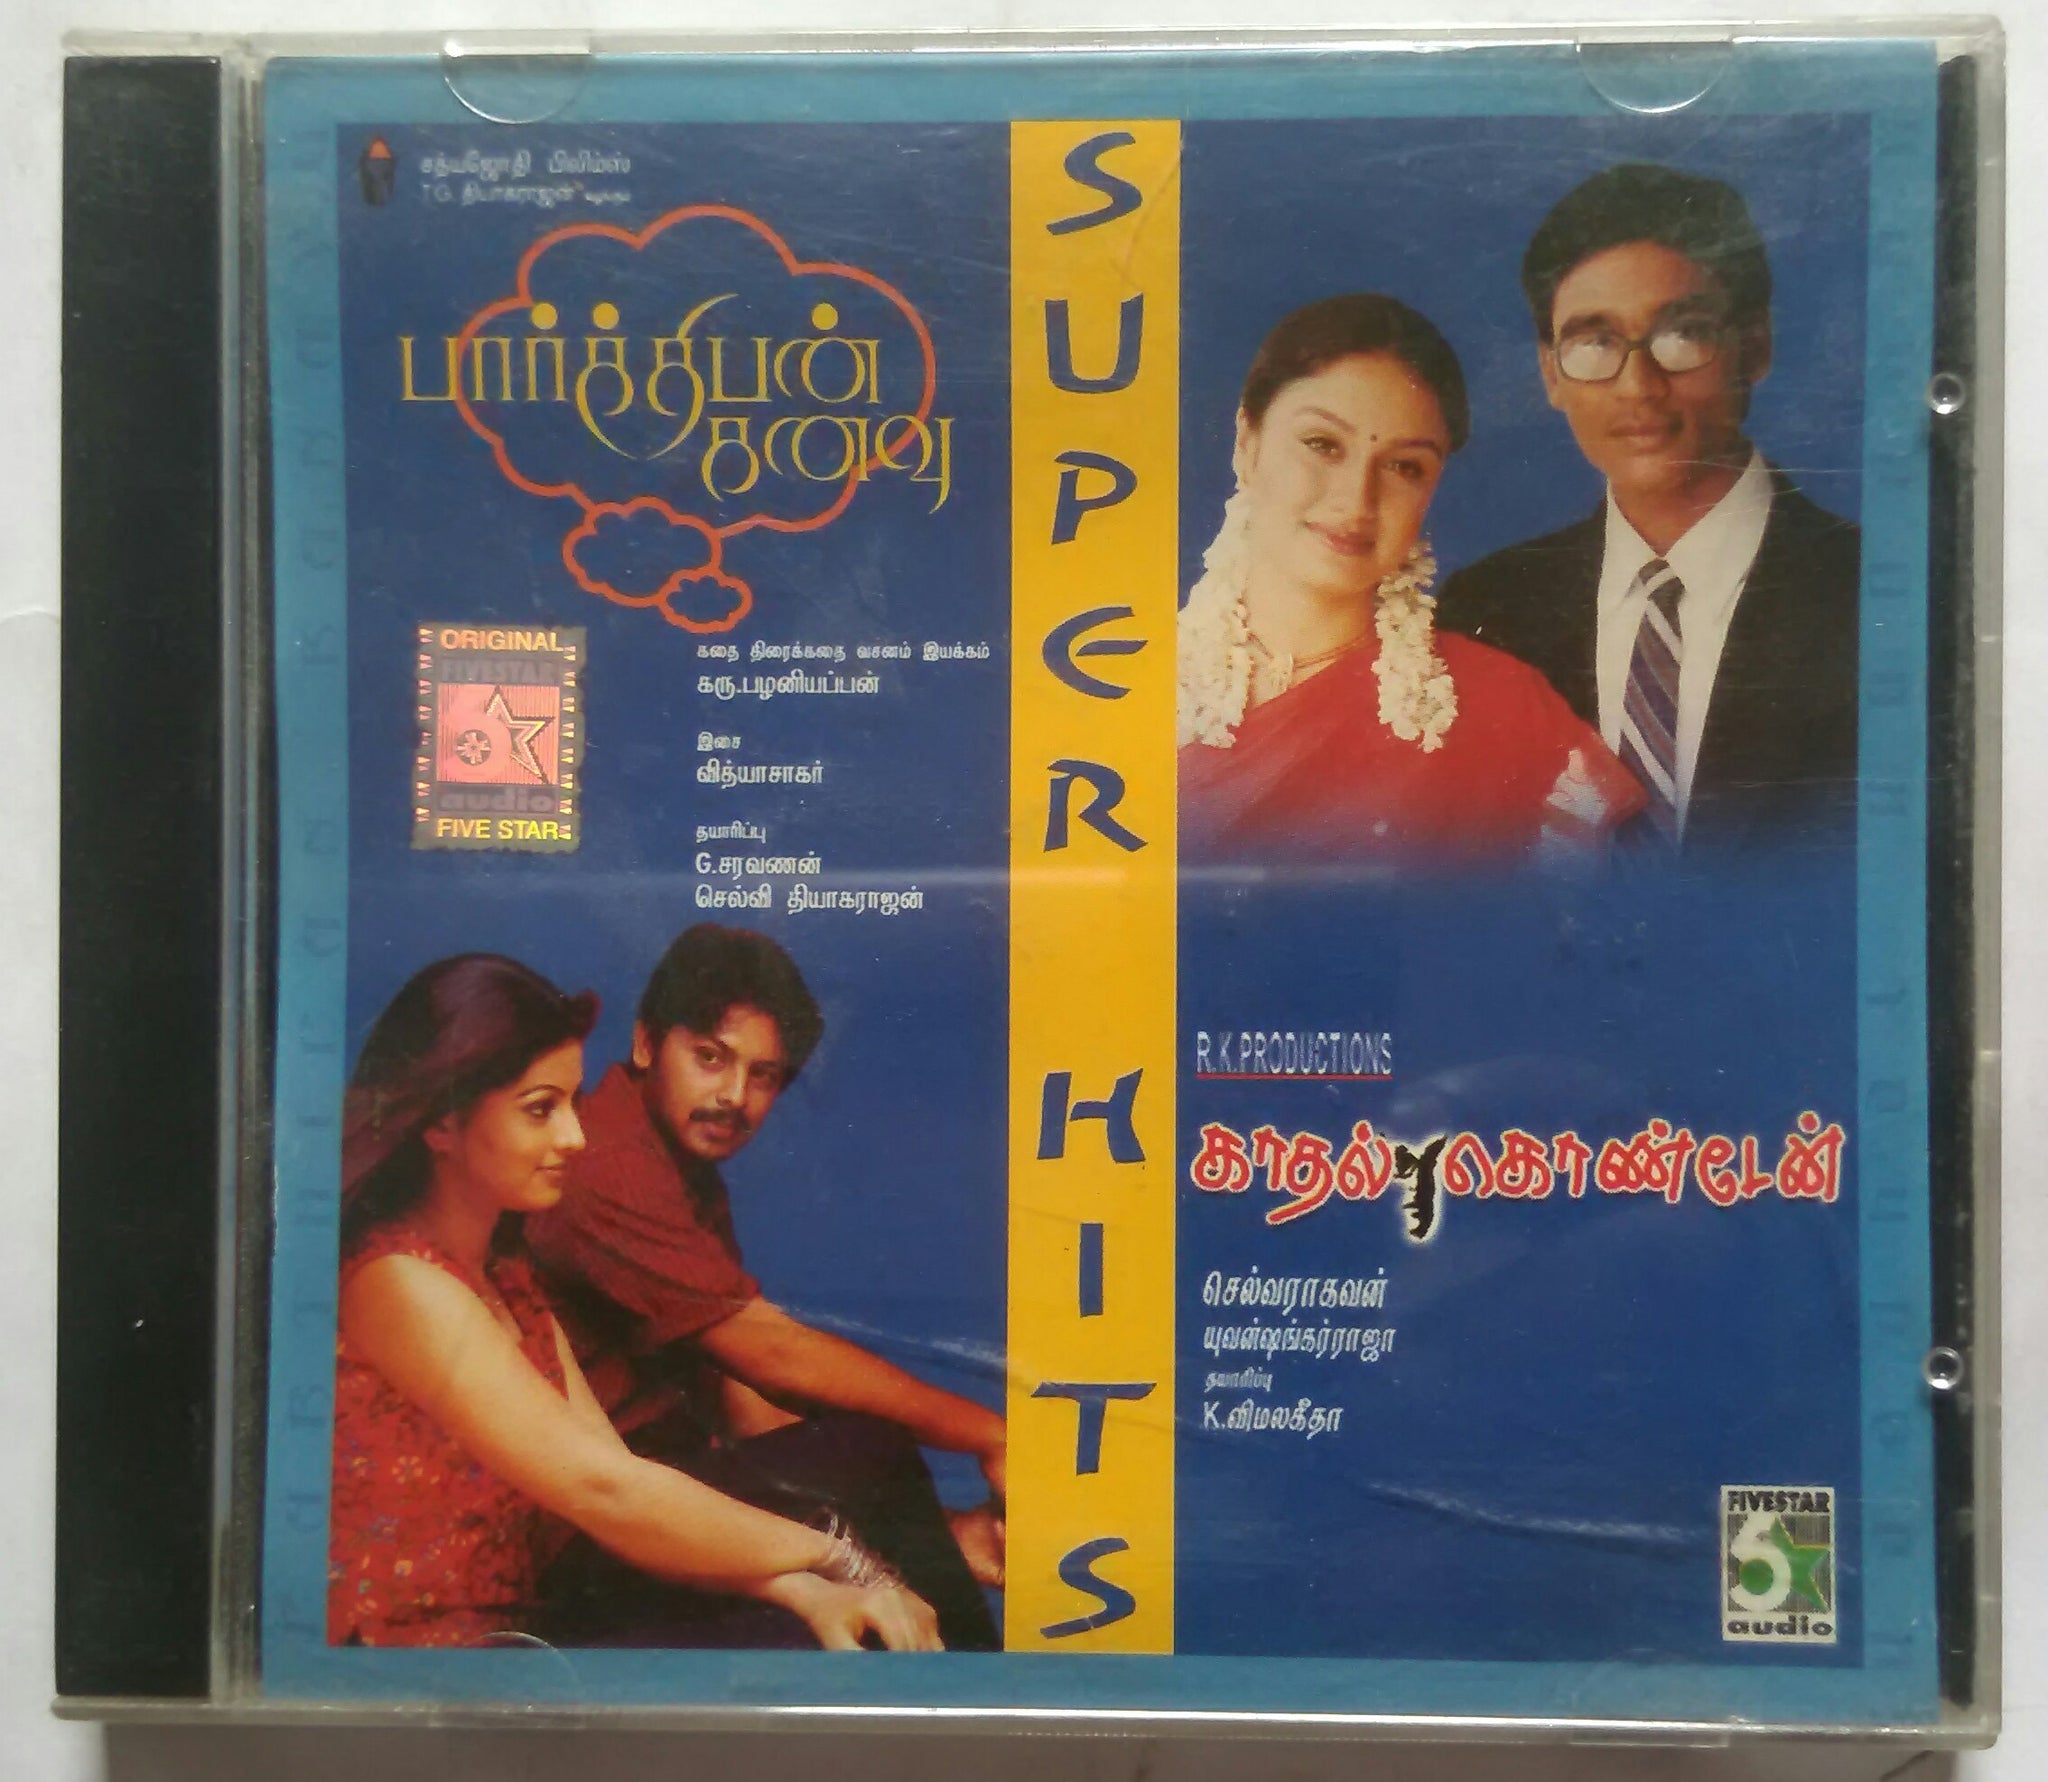 சத்யஜோதி பிலிம்ஸ்
T.G. தியாகராஜன்
பார்த்திபன்
கனவு
ORIGINAL
FIVESTAR
audio
FIVE STAR
கதை திரைக்கதை வசனம் இயக்கம்
கரு.பழனியப்பன்
இசை
வித்யாசாகர்
தயாரிப்பு
G.சரவணன்
செல்வி தியாகராஜன்
SUPER HITS
R.K.PRODUCTIONS
காதல் கொண்டேன்
செல்வராகவன்
யுவன்ஷங்கர்ராஜா
தயாரிப்பு
K.விமலகீதா
FIVESTAR
audio